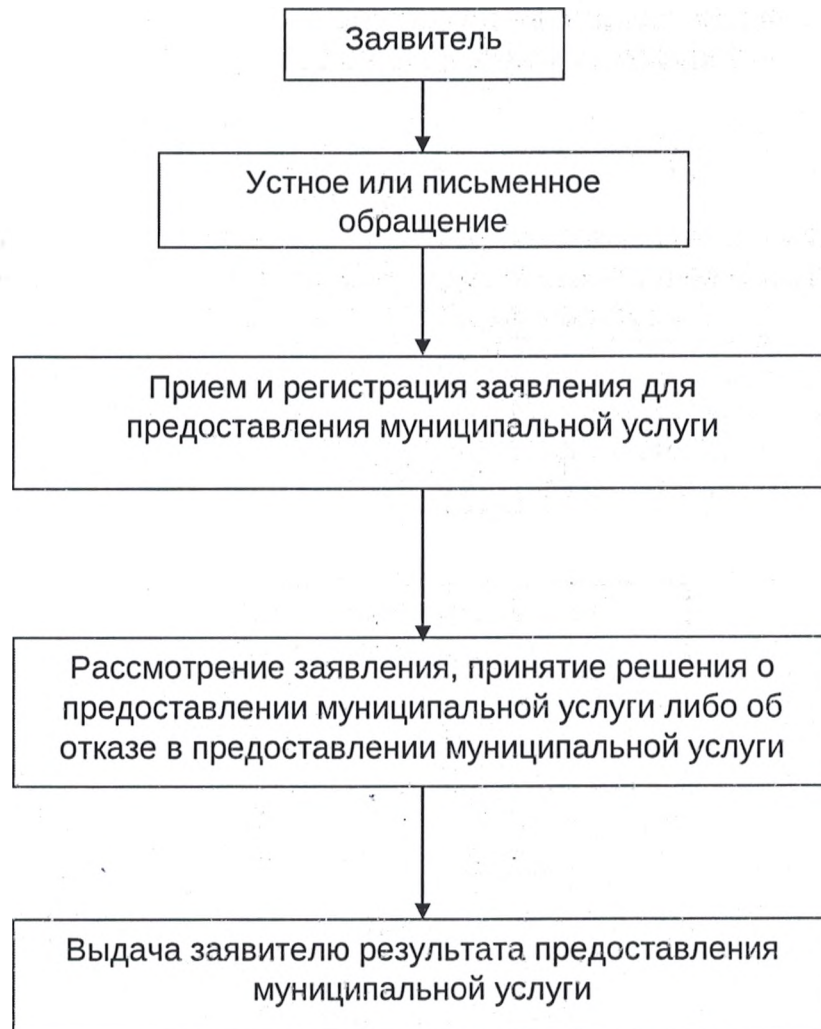 Заявитель
Устное или письменное
обращение
Прием и регистрация заявления для
предоставления муниципальной услуги
Рассмотрение заявления, принятие решения о
предоставлении муниципальной услуги либо об
отказе в предоставлении муниципальной услуги
Выдача заявителю результата предоставления
муниципальной услуги